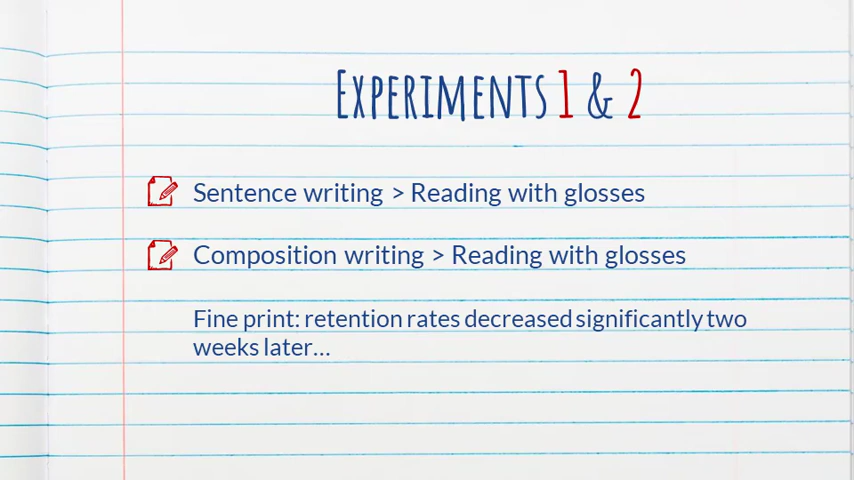 Experiments 1 & 2
Sentence writing > Reading with glosses
Composition writing > Reading with glosses
Fine print: retention rates decreased significantly two
weeks later...